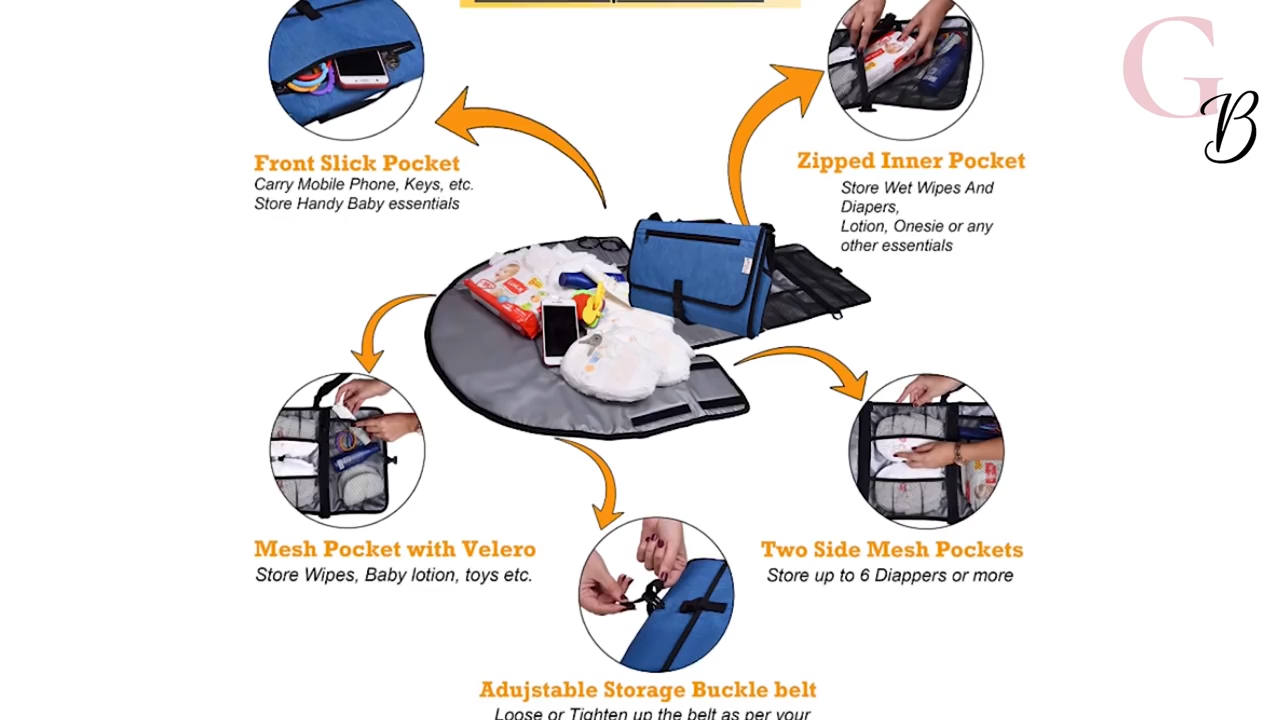 G
B
Front Slick Pocket
Carry Mobile Phone, Keys, etc.
Store Handy Baby essentials
Zipped Inner Pocket
Store Wet Wipes And
Diapers,
Lotion, Onesie or any
other essentials
Mesh Pocket with Velero
Store Wipes, Baby lotion, toys etc.
Two Side Mesh Pockets
Store up to 6 Diappers or more
Adujstable Storage Buckle belt
Loose or Tighten up the belt as per your